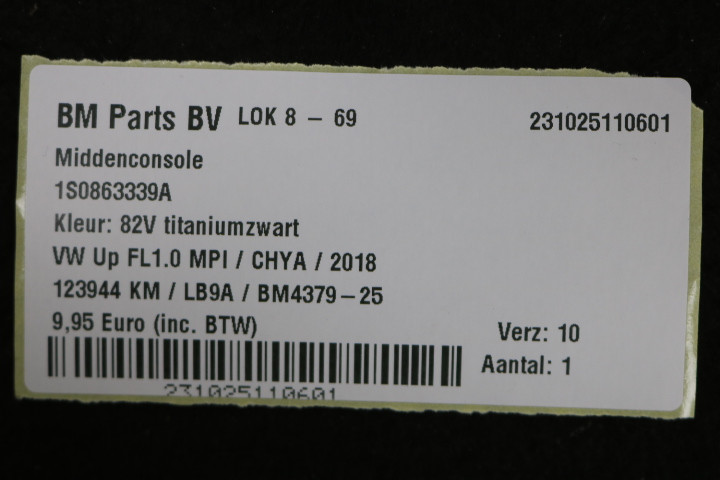 BM Parts BV LOK 8 – 69 231025110601
Middenconsole
1S0863339A
Kleur: 82V titaniumzwart
VW Up FL1.0 MPI / CHYA / 2018
123944 KM / LB9A / BM4379–25
9,95 Euro (inc. BTW) Verz: 10
Aantal: 1
231025110601